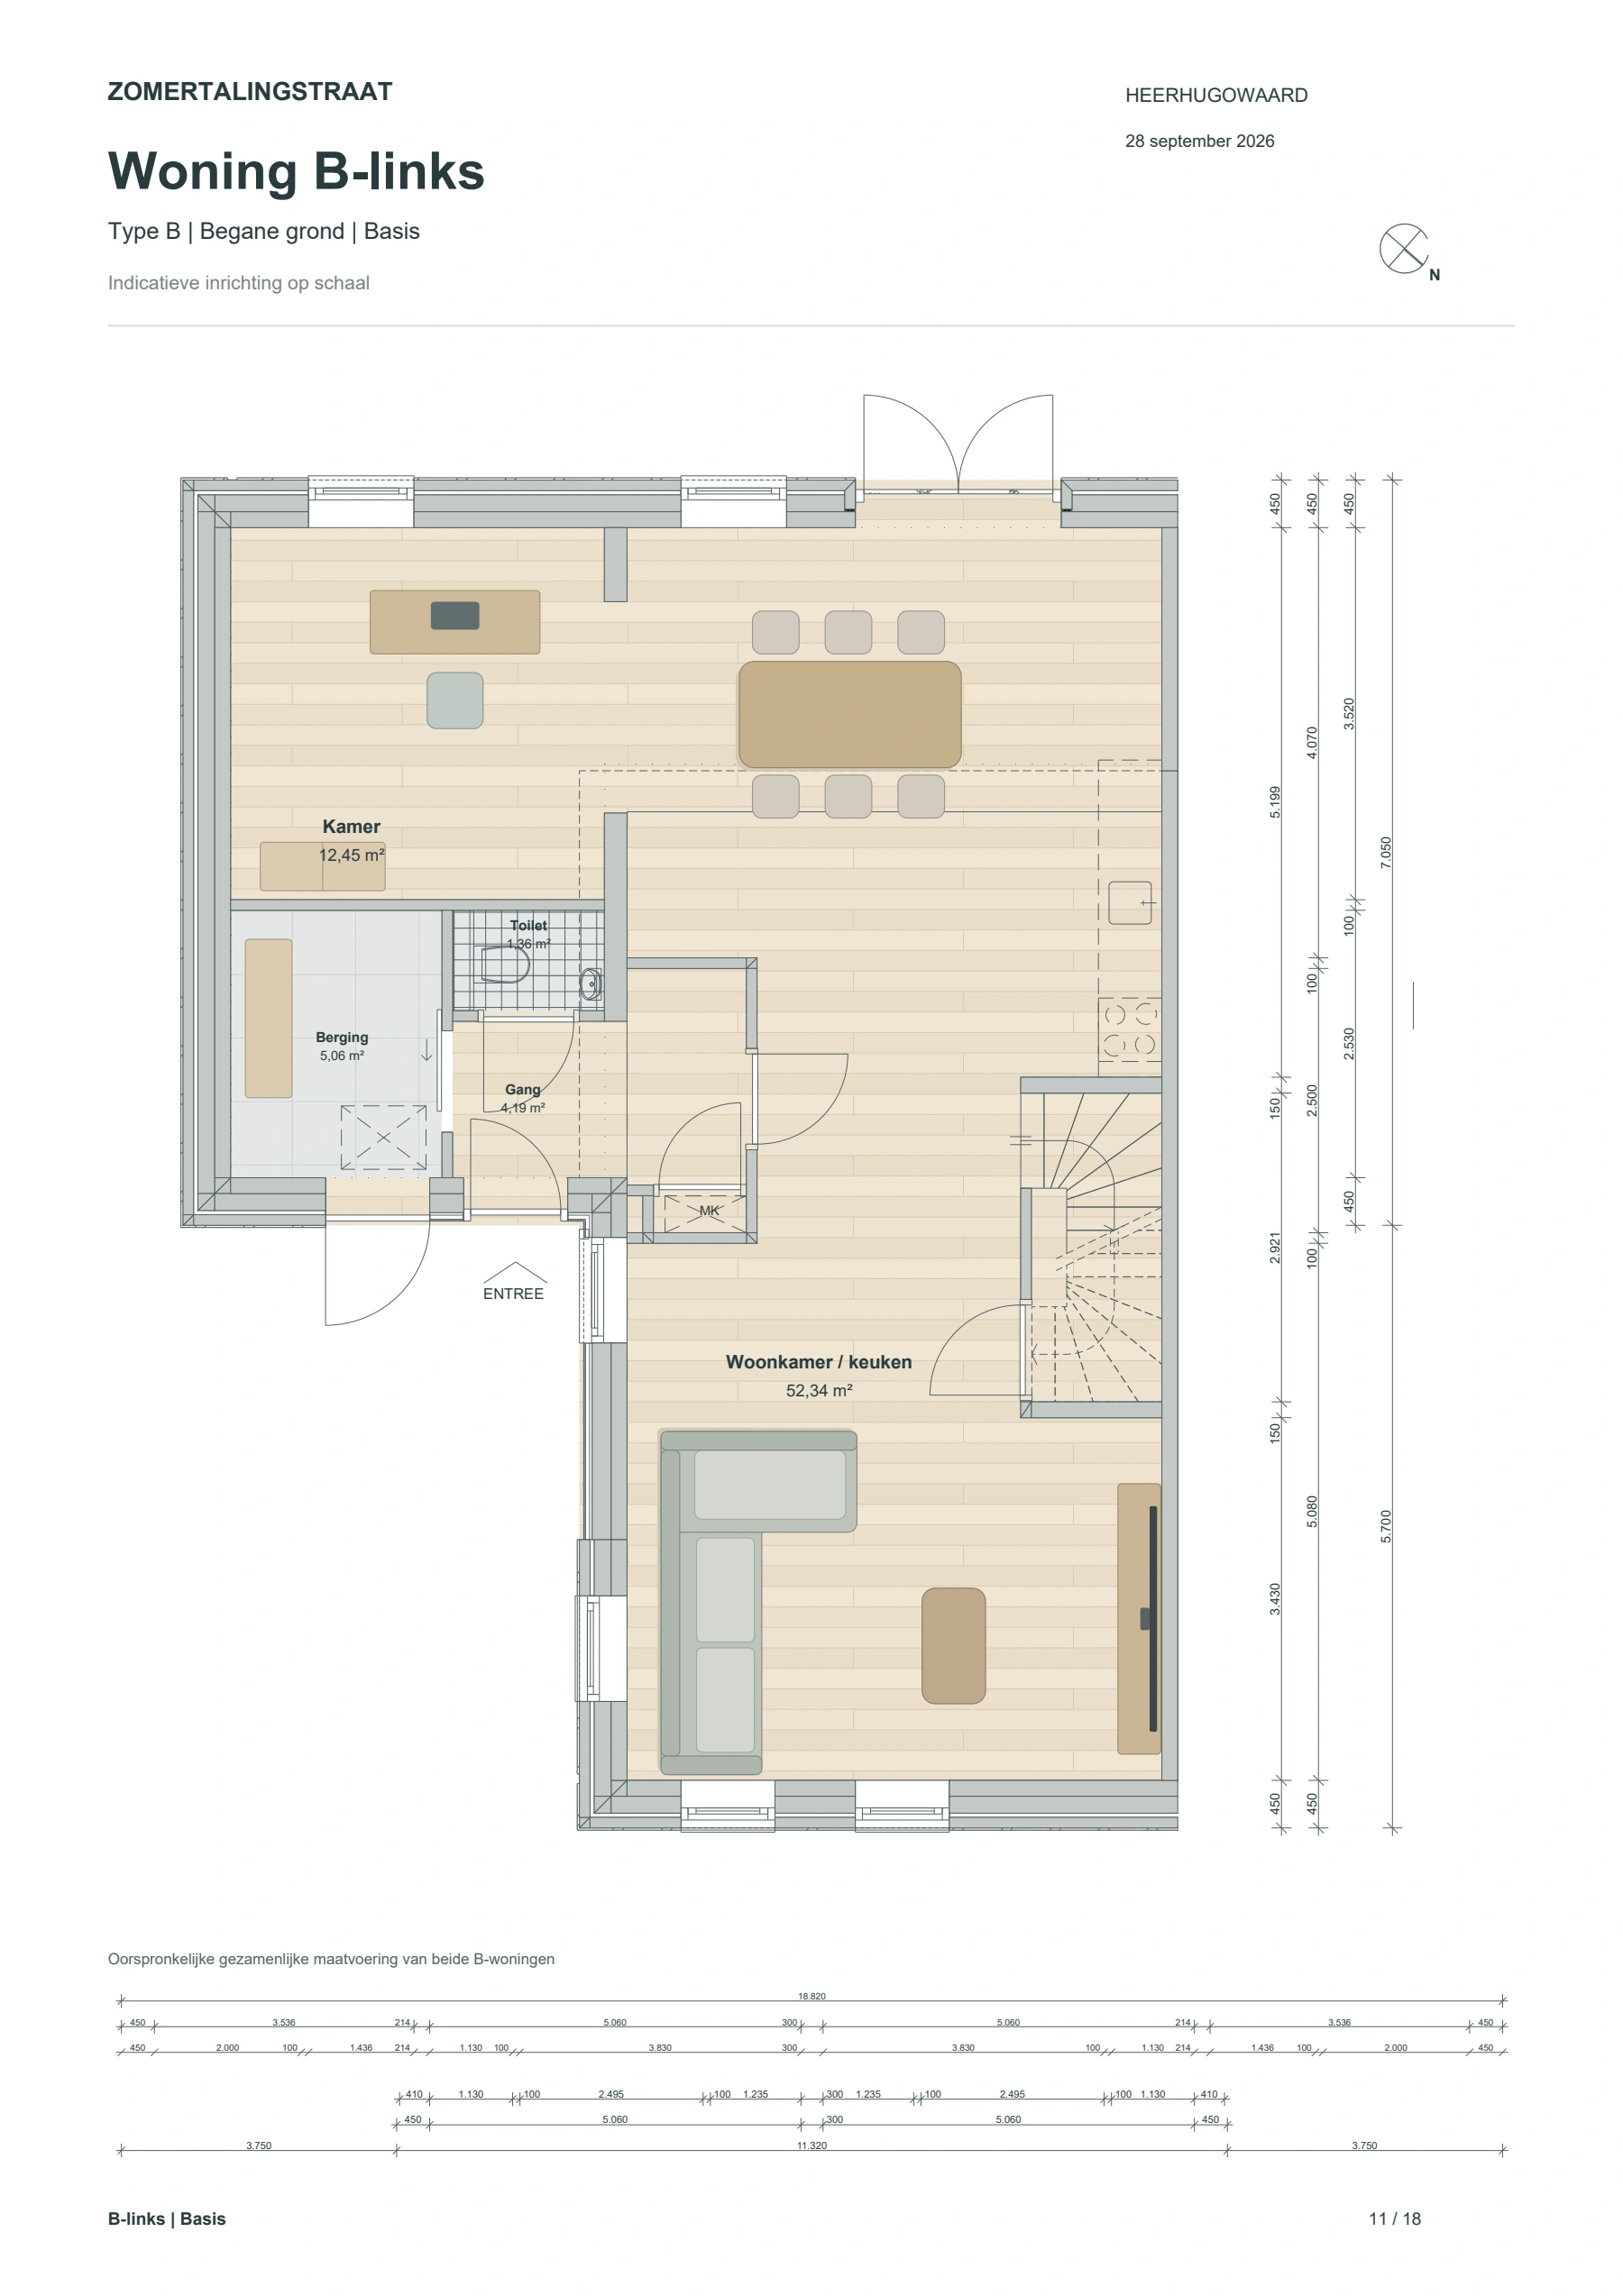 ZOMERTALINGSTRAAT
HEERHUGOWAARD
28 september 2026
Woning B-links
Type B | Begane grond | Basis
Indicatieve inrichting op schaal
N
450
450
450
3.520
4.070
5.199
7.050
Kamer
12,45 m²
Toilet
1,36 m²
100
100
Berging
5,06 m²
2.530
Gang
4,19 m²
150
2.500
MK
450
2.921
100
ENTREE
Woonkamer / keuken
52,34 m²
150
5.080
5.700
3.430
450
450
Oorspronkelijke gezamenlijke maatvoering van beide B-woningen
18.820
450 3.536 214 5.060 300 5.060 214 3.536 450
450 2.000 100 1.436 214 1.130 100 3.830 300 3.830 100 1.130 214 1.436 100 2.000 450
410 1.130 100 2.495 100 1.235 300 1.235 100 2.495 100 1.130 410
450 5.060 300 5.060 450
3.750 11.320 3.750
B-links | Basis
11 / 18